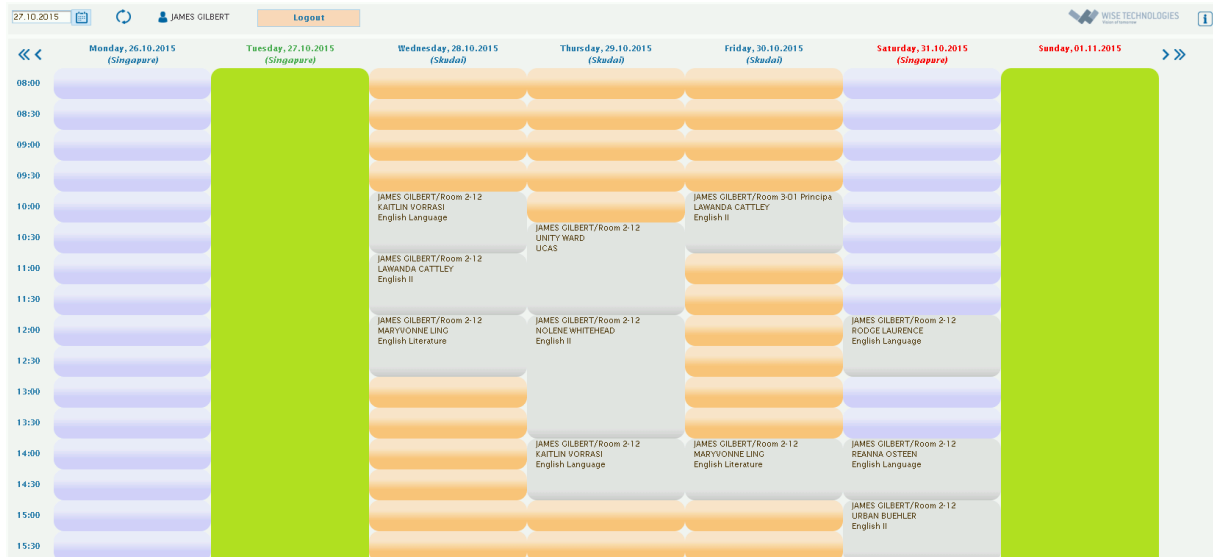 27.10.2015
JAMES GILBERT
Logout
WISE TECHNOLOGIES
Vision of tomorrow
i
Monday, 26.10.2015
(Singapure)
Tuesday, 27.10.2015
(Singapure)
Wednesday, 28.10.2015
(Skudai)
Thursday, 29.10.2015
(Skudai)
Friday, 30.10.2015
(Skudai)
Saturday, 31.10.2015
(Singapure)
Sunday, 01.11.2015
08:00
08:30
09:00
09:30
10:00
JAMES GILBERT/Room 2-12
KAITLIN VORRASI
English Language
JAMES GILBERT/Room 3-01 Principa
LAWANDA CATTLEY
English II
10:30
JAMES GILBERT/Room 2-12
UNITY WARD
UCAS
11:00
JAMES GILBERT/Room 2-12
LAWANDA CATTLEY
English II
11:30
12:00
JAMES GILBERT/Room 2-12
MARYVONNE LING
English Literature
JAMES GILBERT/Room 2-12
NOLENE WHITEHEAD
English II
JAMES GILBERT/Room 2-12
RODGE LAURENCE
English Language
12:30
13:00
13:30
14:00
JAMES GILBERT/Room 2-12
KAITLIN VORRASI
English Language
JAMES GILBERT/Room 2-12
MARYVONNE LING
English Literature
JAMES GILBERT/Room 2-12
REANNA OSTEEN
English Language
14:30
15:00
JAMES GILBERT/Room 2-12
URBAN BUEHLER
English II
15:30